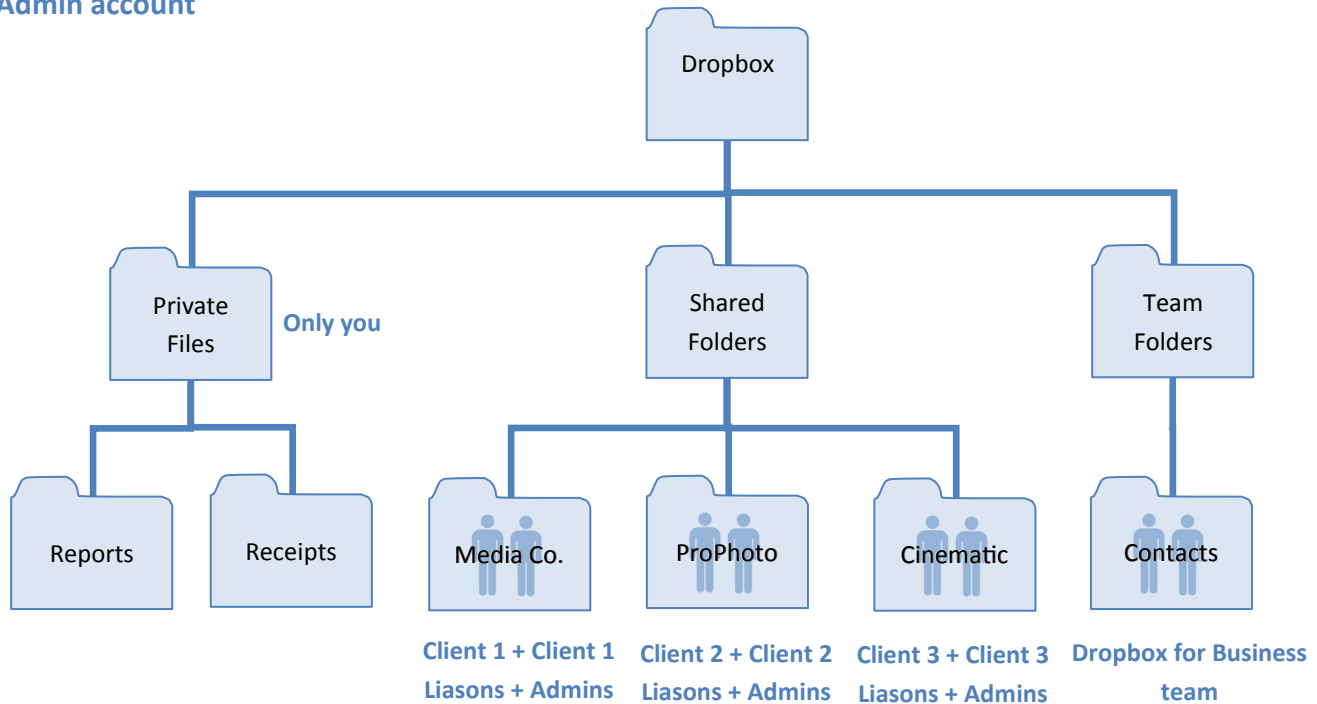 Admin account
Dropbox
Private
Files
Only you
Shared
Folders
Team
Folders
Reports
Receipts
Media Co.
ProPhoto
Cinematic
Contacts
Client 1 + Client 1
Liasons + Admins
Client 2 + Client 2
Liasons + Admins
Client 3 + Client 3
Liasons + Admins
Dropbox for Business
team